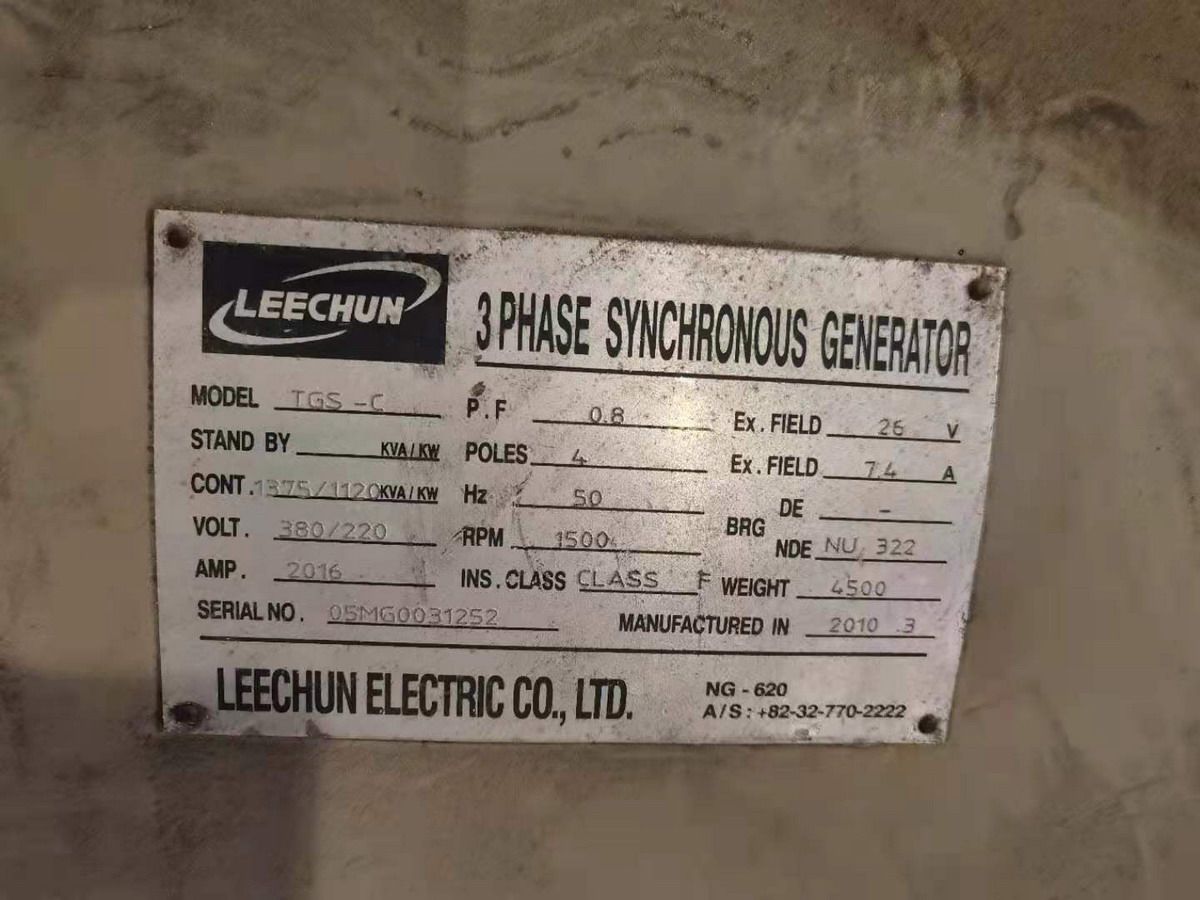 LEECHUN
3 PHASE SYNCHRONOUS GENERATOR
MODEL TGS-C P.F 0.8 Ex. FIELD 26 V
STAND BY KVA/KW POLES 4 Ex. FIELD 7.4 A
CONT. 1375/1120 KVA/KW Hz 50 BRG DE -
VOLT. 380/220 RPM 1500 NDE NU 322
AMP. 2016 INS. CLASS CLASS F WEIGHT 4500
SERIAL NO. 05MG0031252 MANUFACTURED IN 2010 .3
LEECHUN ELECTRIC CO., LTD. NG - 620
A/S : +82-32-770-2222